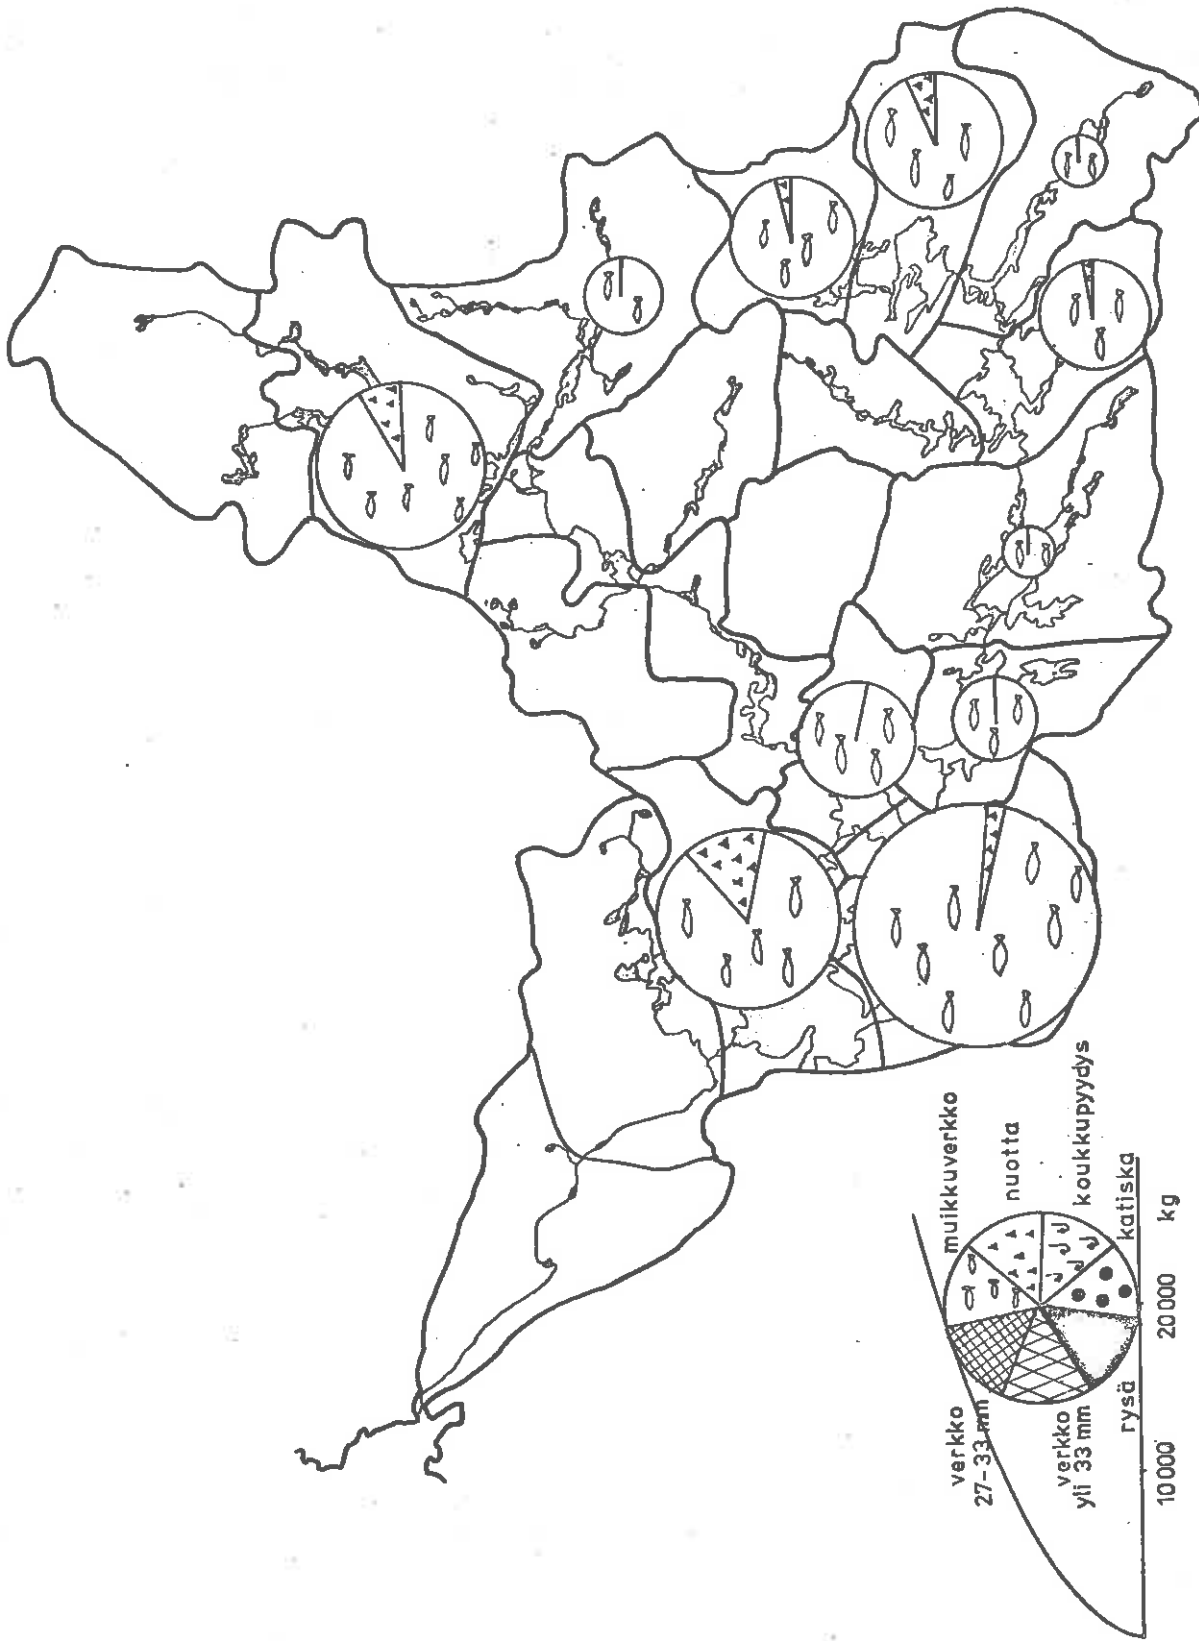 muikkuverkko
nuotta
koukkupyydys
katiska
rysä
verkko
yli 33 mm
verkko
27-33 mm
10000
20000
kg